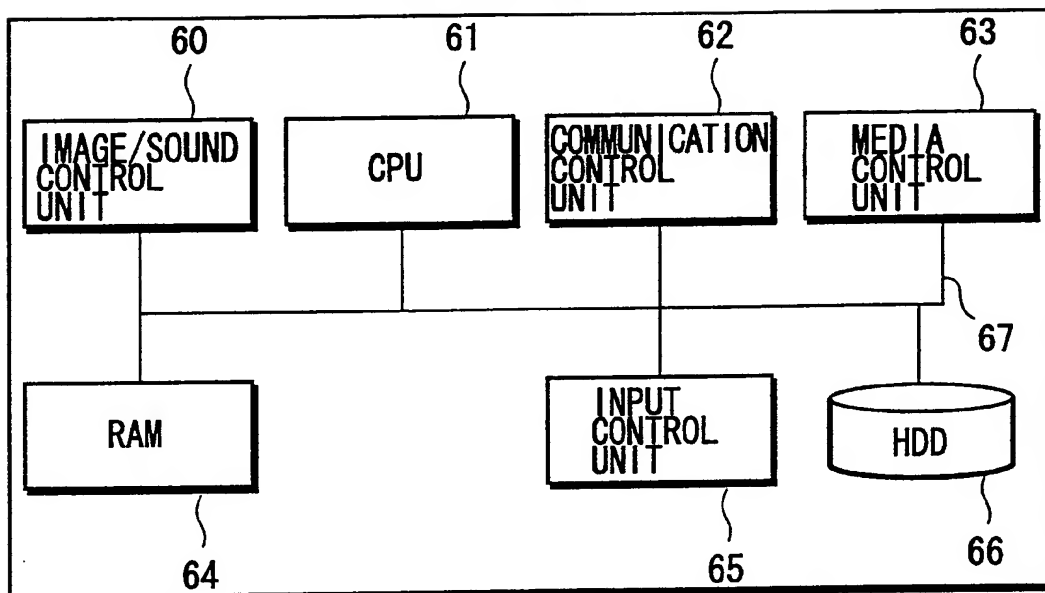 60
61
62
63
IMAGE/SOUND
CONTROL
UNIT
CPU
COMMUNICATION
CONTROL
UNIT
MEDIA
CONTROL
UNIT
67
RAM
INPUT
CONTROL
UNIT
HDD
64
65
66